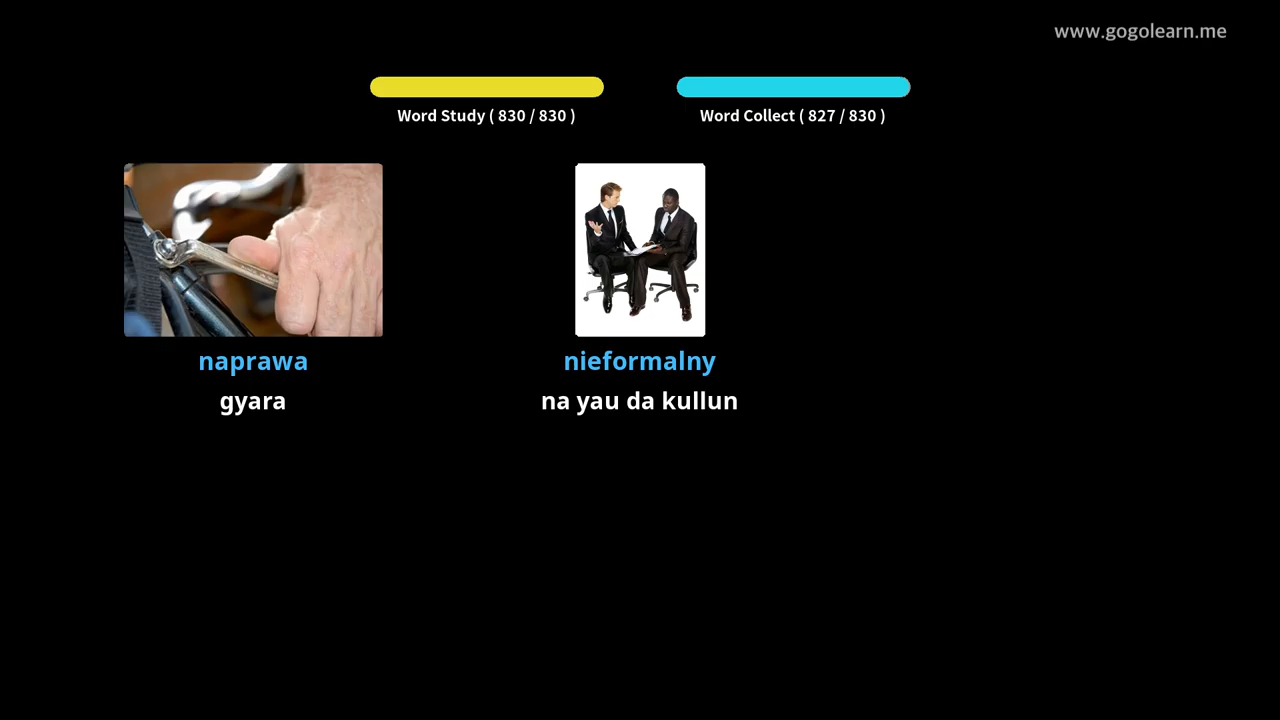 www.gogolearn.me
Word Study ( 830 / 830 )
Word Collect ( 827 / 830 )
naprawa
gyara
nieformalny
na yau da kullun